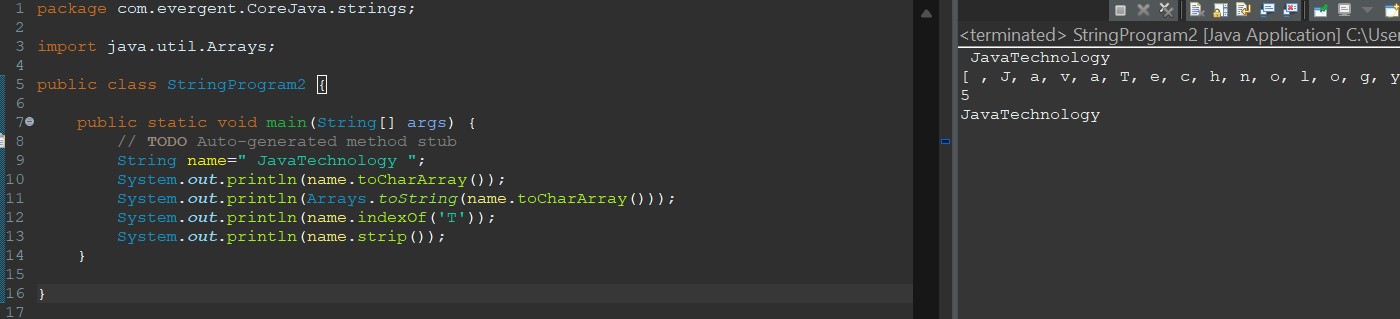 1 package com.evergent.CoreJava.strings;
2
3 import java.util.Arrays;
4
5 public class StringProgram2 {
6
7 public static void main(String[] args) {
8 // TODO Auto-generated method stub
9 String name=" JavaTechnology ";
10 System.out.println(name.toCharArray());
11 System.out.println(Arrays.toString(name.toCharArray()));
12 System.out.println(name.indexOf('T'));
13 System.out.println(name.strip());
14 }
15
16 }
17
<terminated> StringProgram2 [Java Application] C:\User
JavaTechnology
[ , J, a, v, a, T, e, c, h, n, o, l, o, g, y
5
JavaTechnology